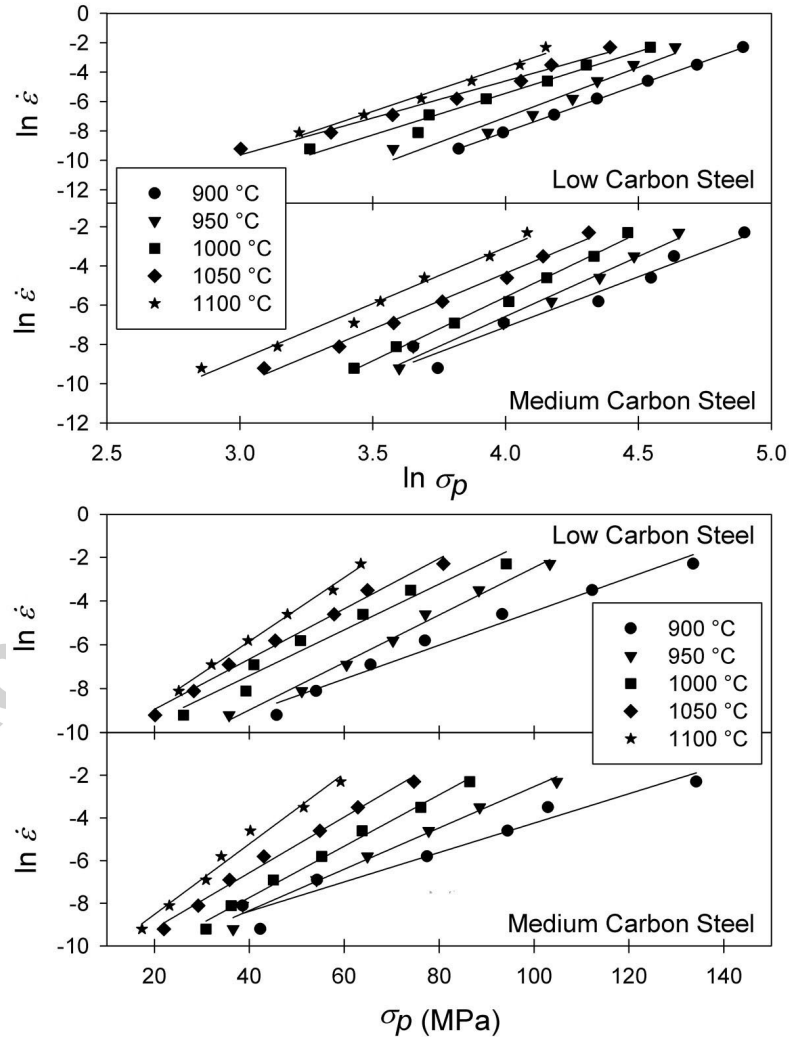 0
-2
-4
-6
-8
-10
-12
ln ε̇
Low Carbon Steel
900 °C
950 °C
1000 °C
1050 °C
1100 °C
-2
-4
-6
-8
-10
-12
ln ε̇
Medium Carbon Steel
2.5 3.0 3.5 4.0 4.5 5.0
ln σp
0
-2
-4
-6
-8
-10
ln ε̇
Low Carbon Steel
900 °C
950 °C
1000 °C
1050 °C
1100 °C
-2
-4
-6
-8
-10
ln ε̇
Medium Carbon Steel
20 40 60 80 100 120 140
σp (MPa)